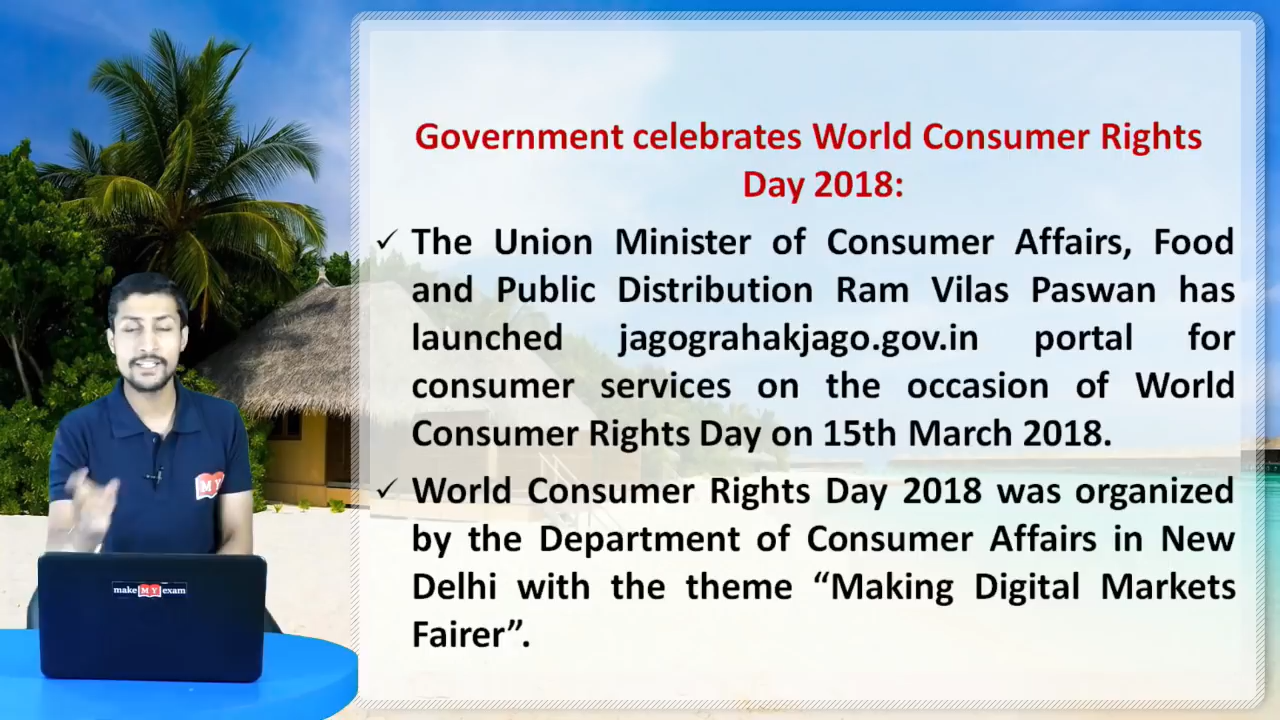 Government celebrates World Consumer Rights
Day 2018:
✓ The Union Minister of Consumer Affairs, Food
and Public Distribution Ram Vilas Paswan has
launched jagograhakjago.gov.in portal for
consumer services on the occasion of World
Consumer Rights Day on 15th March 2018.
✓ World Consumer Rights Day 2018 was organized
by the Department of Consumer Affairs in New
Delhi with the theme “Making Digital Markets
Fairer”.
MY
make MY exam